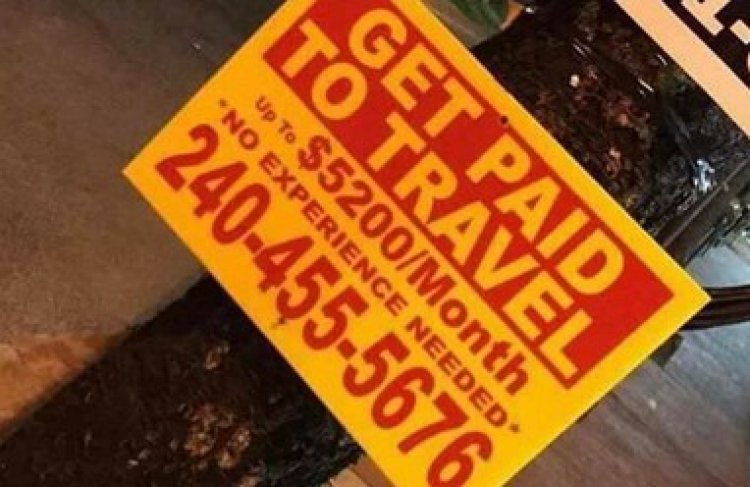 GET PAID
TO TRAVEL
Up To $5200/Month
*NO EXPERIENCE NEEDED*
240-455-5676